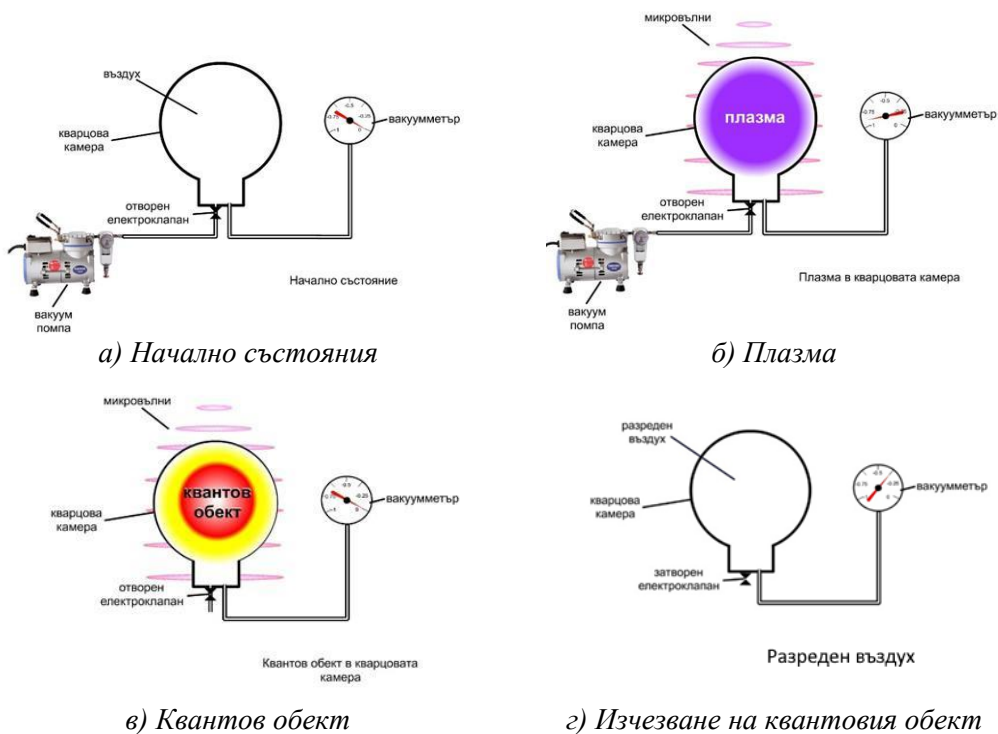 въздух
кварцова
камера
вакуумметър
отворен
електроклапан
вакуум
помпа
Начално състояние
а) Начално състояния
микровълни
плазма
кварцова
камера
вакуумметър
отворен
електроклапан
вакуум
помпа
Плазма в кварцовата камера
б) Плазма
микровълни
квантов
обект
кварцова
камера
вакуумметър
отворен
електроклапан
Квантов обект в кварцовата
камера
в) Квантов обект
разреден
въздух
кварцова
камера
вакуумметър
затворен
електроклапан
Разреден въздух
г) Изчезване на квантовия обект